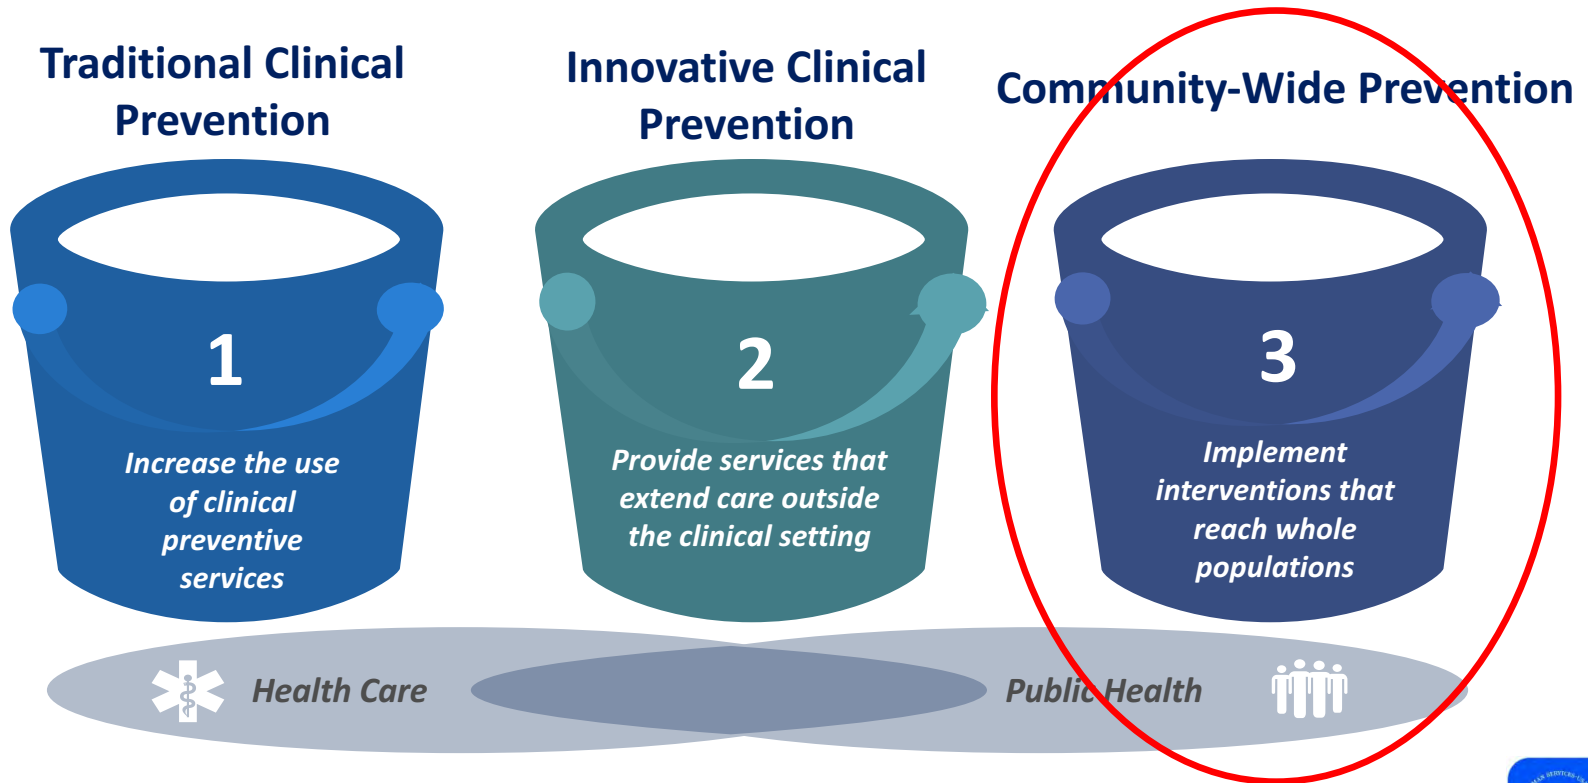 Traditional Clinical
Prevention
Innovative Clinical
Prevention
Community-Wide Prevention
1
Increase the use
of clinical
preventive
services
2
Provide services that
extend care outside
the clinical setting
3
Implement
interventions that
reach whole
populations
Health Care
Public Health